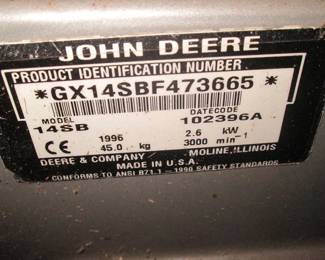 JOHN DEERE
PRODUCT IDENTIFICATION NUMBER
*GX14SBF473665*
MODEL DATECODE
14SB 102396A
1996 2.6 kW
CE 45.0 kg 3000 min⁻¹
DEERE & COMPANY MOLINE, ILLINOIS
MADE IN U.S.A.
CONFORMS TO ANSI B71.1 – 1990 SAFETY STANDARDS